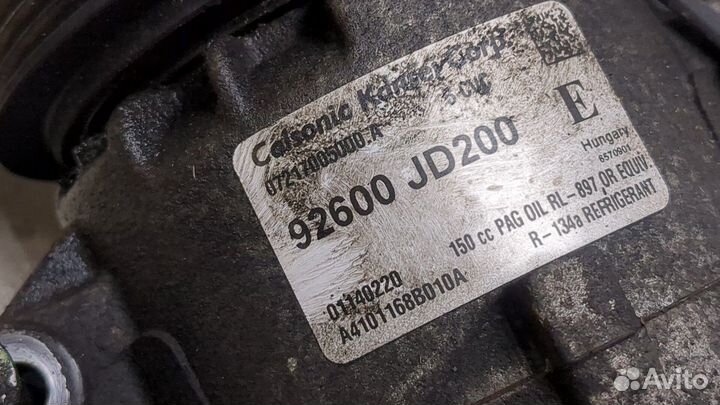 Calsonic Kansei Corp.
5 CVC
E
07217005D00.A
Hungary
6570901
92600 JD200
150 cc PAG OIL RL-897 OR EQUIV
R-134a REFRIGERANT
01140220
A4101168B010A
Avito